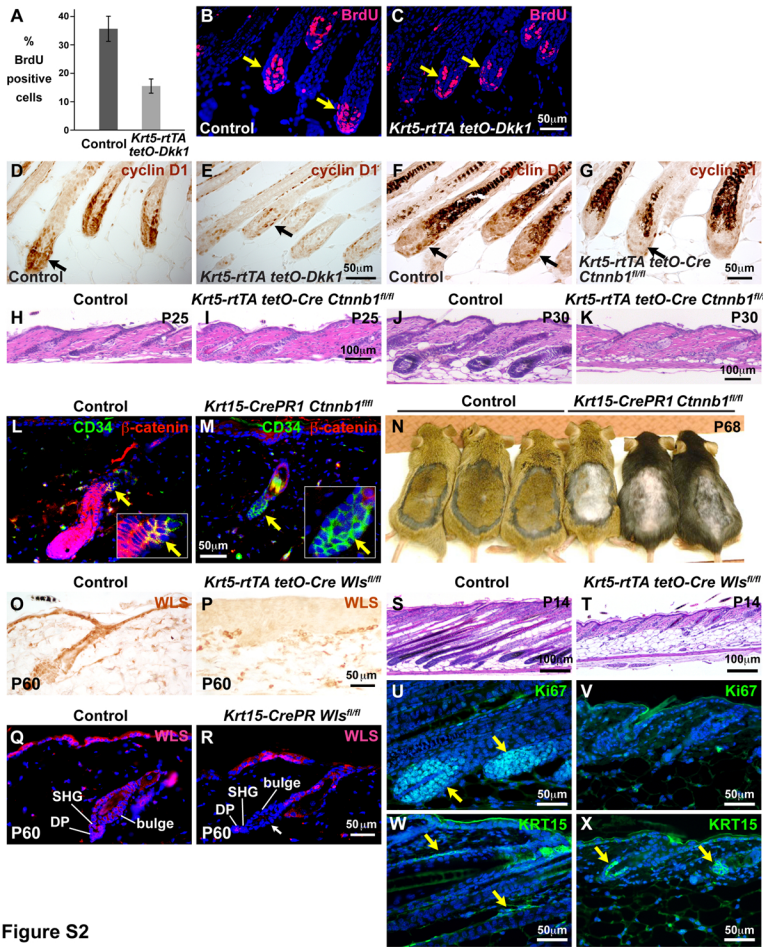 A
40
30
20
10
0
%
BrdU
positive
cells
Control
Krt5-rtTA
tetO-Dkk1
B
BrdU
Control
C
BrdU
Krt5-rtTA tetO-Dkk1
50μm
D
cyclin D1
Control
E
cyclin D1
Krt5-rtTA tetO-Dkk1
50μm
F
cyclin D1
Control
G
cyclin D1
Krt5-rtTA tetO-Cre
Ctnnb1fl/fl
50μm
Control
Krt5-rtTA tetO-Cre Ctnnb1fl/fl
Control
Krt5-rtTA tetO-Cre Ctnnb1fl/fl
H
P25
I
P25
100μm
J
P30
K
P30
100μm
Control
Krt15-CrePR1 Ctnnb1flfl
Control
Krt15-CrePR1 Ctnnb1fl/fl
L
CD34 β-catenin
M
CD34 β-catenin
50μm
N
P68
Control
Krt5-rtTA tetO-Cre Wlsfl/fl
Control
Krt5-rtTA tetO-Cre Wlsfl/fl
O
WLS
P60
P
WLS
P60
50 μm
S
P14
100μm
T
P14
100μm
Control
Krt15-CrePR Wlsfl/fl
U
Ki67
50μm
V
Ki67
50μm
Q
WLS
SHG
DP
bulge
P60
R
WLS
bulge
SHG
DP
P60
50μm
W
KRT15
50μm
X
KRT15
50μm
Figure S2